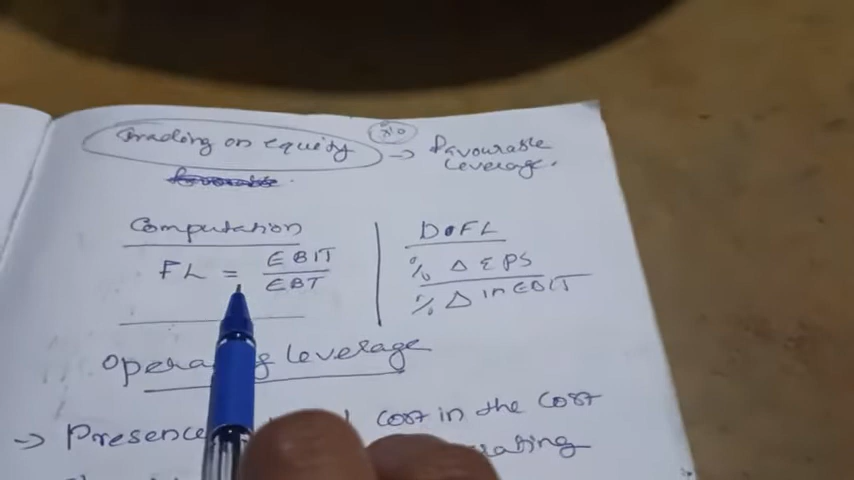 Trading on equity → Favourable
leverage.
Computation
FL = EBIT
EBT
DOFL
% Δ EPS
% Δ in EBIT
Operating leverage
→ Presence cost in the cost